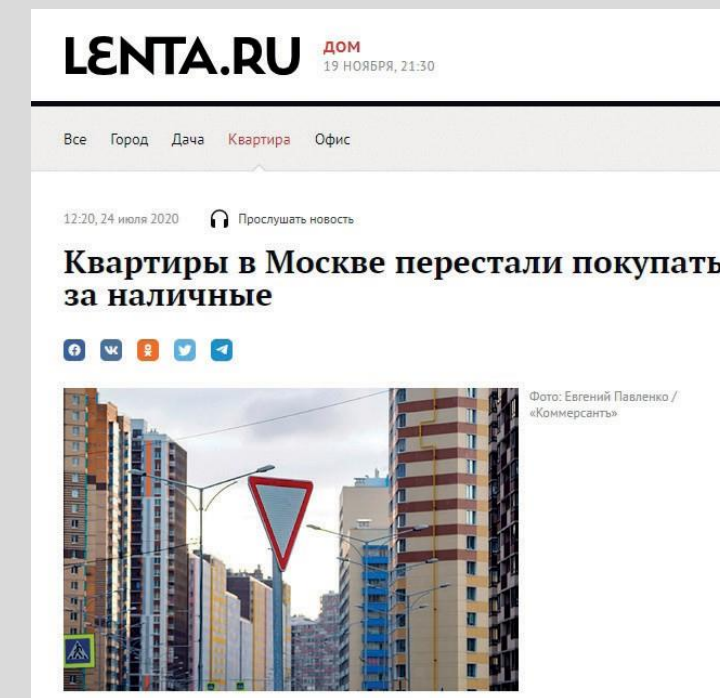 LENTA.RU
ДОМ
19 НОЯБРЯ, 21:30
Все Город Дача Квартира Офис
12:20, 24 июля 2020 Прослушать новость
Квартиры в Москве перестали покупать
за наличные
Фото: Евгений Павленко /
«Коммерсантъ»